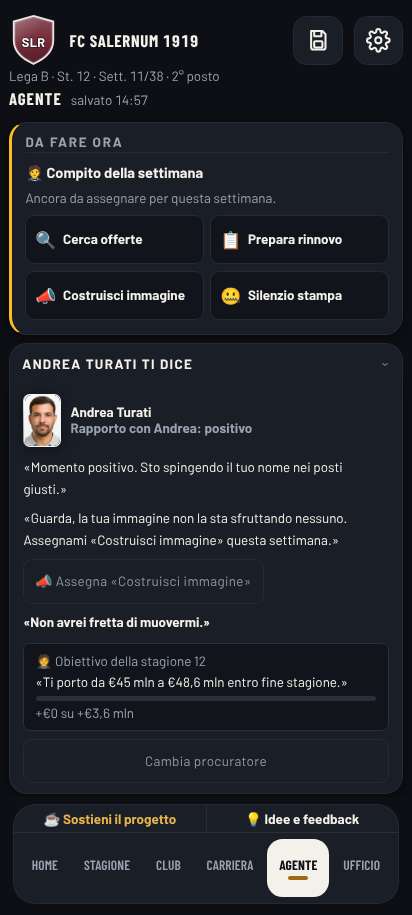 SLR
FC SALERNUM 1919
Lega B · St. 12 · Sett. 11/38 · 2º posto
AGENTE salvato 14:57
DA FARE ORA
Compito della settimana
Ancora da assegnare per questa settimana.
Cerca offerte
Prepara rinnovo
Costruisci immagine
Silenzio stampa
ANDREA TURATI TI DICE
Andrea Turati
Rapporto con Andrea: positivo
«Momento positivo. Sto spingendo il tuo nome nei posti
giusti.»
«Guarda, la tua immagine non la sta sfruttando nessuno.
Assegnami «Costruisci immagine» questa settimana.»
Assegna «Costruisci immagine»
«Non avrei fretta di muovermi.»
Obiettivo della stagione 12
«Ti porto da €45 mln a €48,6 mln entro fine stagione.»
+€0 su +€3,6 mln
Cambia procuratore
Sostieni il progetto
Idee e feedback
HOME STAGIONE CLUB CARRIERA AGENTE UFFICIO